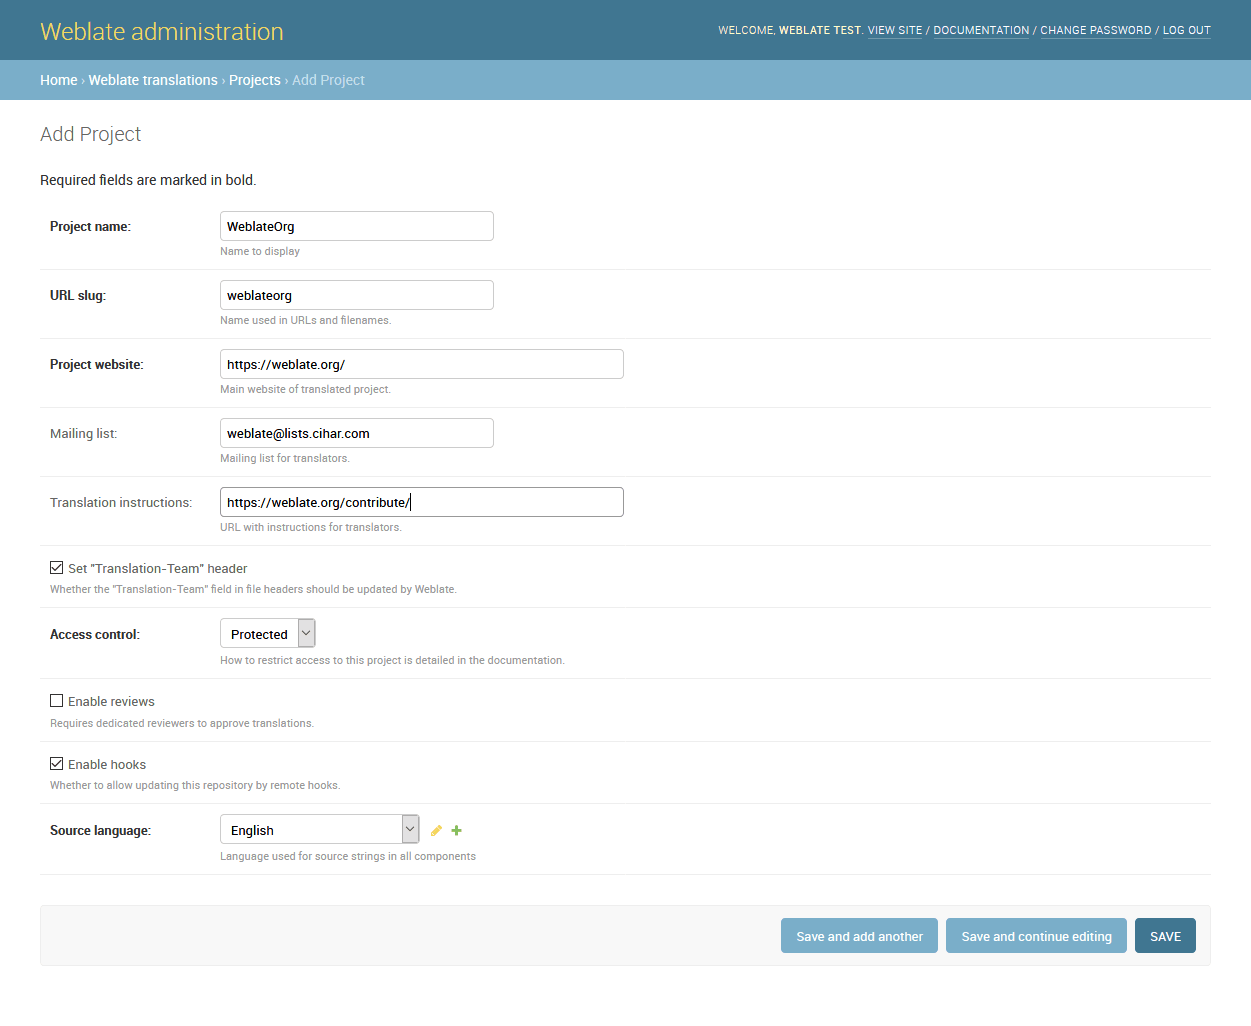 Weblate administration
WELCOME, WEBLATE TEST. VIEW SITE / DOCUMENTATION / CHANGE PASSWORD / LOG OUT
Home › Weblate translations › Projects › Add Project
Add Project
Required fields are marked in bold.
Project name: WeblateOrg
Name to display
URL slug: weblateorg
Name used in URLs and filenames.
Project website: https://weblate.org/
Main website of translated project.
Mailing list: weblate@lists.cihar.com
Mailing list for translators.
Translation instructions: https://weblate.org/contribute/
URL with instructions for translators.
Set "Translation-Team" header
Whether the "Translation-Team" field in file headers should be updated by Weblate.
Access control: Protected
How to restrict access to this project is detailed in the documentation.
Enable reviews
Requires dedicated reviewers to approve translations.
Enable hooks
Whether to allow updating this repository by remote hooks.
Source language: English
Language used for source strings in all components
Save and add another Save and continue editing SAVE